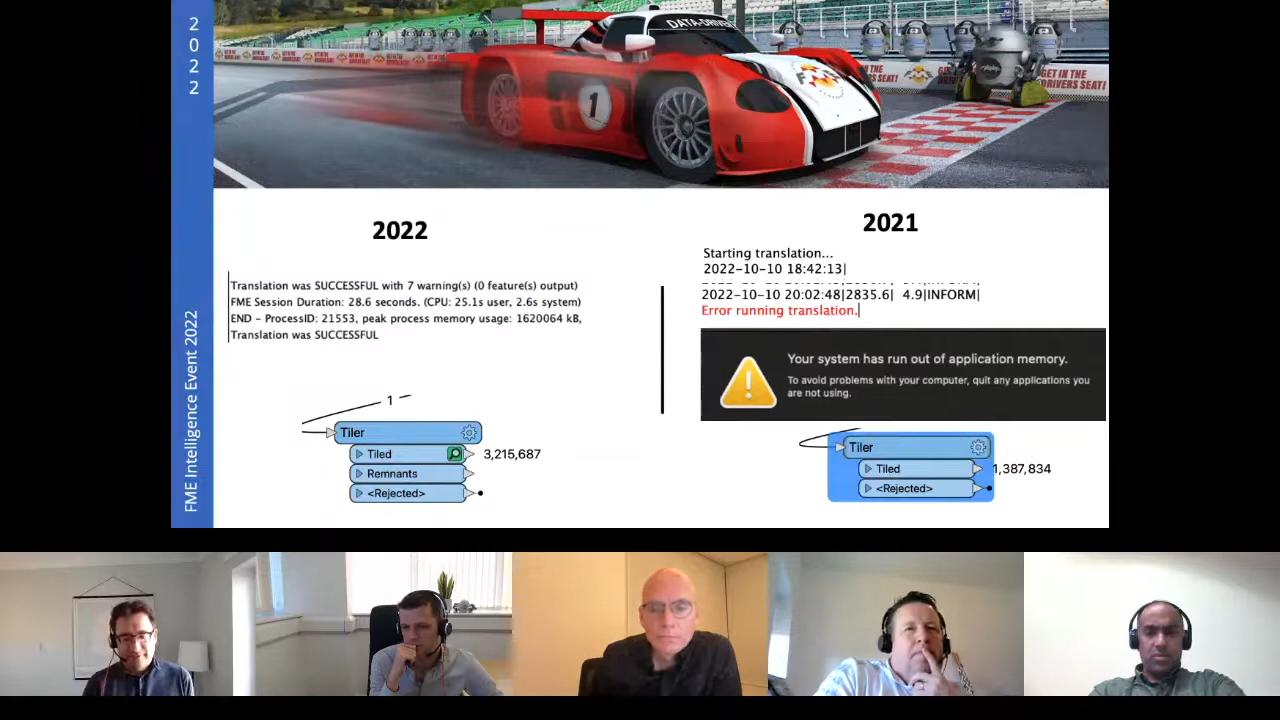 2
0
2
2
FME Intelligence Event 2022
DATA-DRIVEN
1
GET IN THE
DRIVERS SEAT!
2022
Translation was SUCCESSFUL with 7 warning(s) (0 feature(s) output)
FME Session Duration: 28.6 seconds. (CPU: 25.1s user, 2.6s system)
END - ProcessID: 21553, peak process memory usage: 1620064 kB,
Translation was SUCCESSFUL
1
Tiler
Tiled 3,215,687
Remnants
<Rejected>
2021
Starting translation...
2022-10-10 18:42:13|
2022-10-10 20:02:48|2835.6| 4.9|INFORM|
Error running translation.
Your system has run out of application memory.
To avoid problems with your computer, quit any applications you
are not using.
Tiler
Tiled 1,387,834
<Rejected>